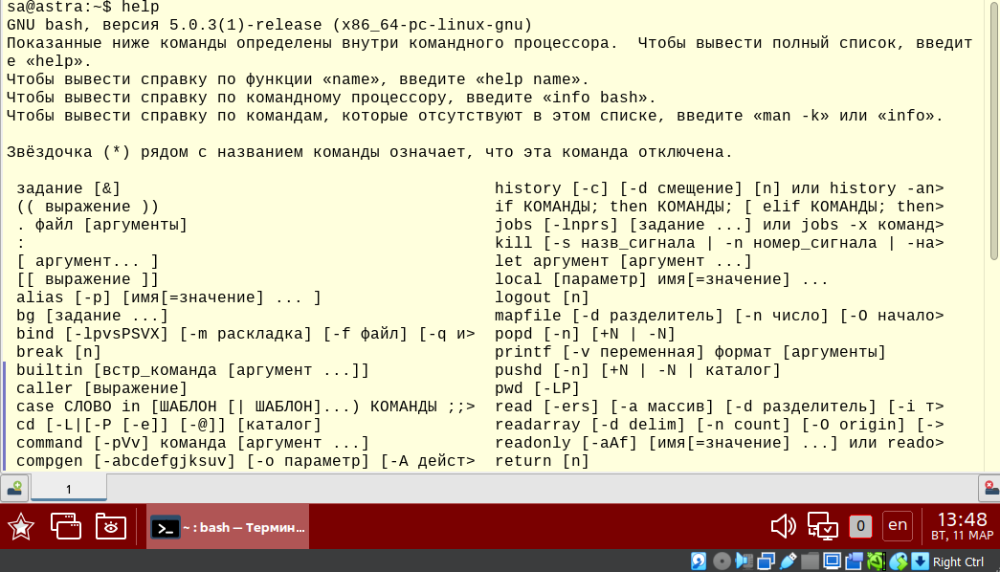 sa@astra:~$ help
GNU bash, версия 5.0.3(1)-release (x86_64-pc-linux-gnu)
Показанные ниже команды определены внутри командного процессора.  Чтобы вывести полный список, введит
е «help».
Чтобы вывести справку по функции «name», введите «help name».
Чтобы вывести справку по командному процессору, введите «info bash».
Чтобы вывести справку по командам, которые отсутствуют в этом списке, введите «man -k» или «info».
Звёздочка (*) рядом с названием команды означает, что эта команда отключена.
задание [&]                                       history [-c] [-d смещение] [n] или history -an>
(( выражение ))                                   if КОМАНДЫ; then КОМАНДЫ; [ elif КОМАНДЫ; then>
. файл [аргументы]                                jobs [-lnprs] [задание ...] или jobs -x команд>
:                                                 kill [-s назв_сигнала | -n номер_сигнала | -на>
[ аргумент... ]                                   let аргумент [аргумент ...]
[[ выражение ]]                                   local [параметр] имя[=значение] ...
alias [-p] [имя[=значение] ... ]                  logout [n]
bg [задание ...]                                  mapfile [-d разделитель] [-n число] [-O начало>
bind [-lpvsPSVX] [-m раскладка] [-f файл] [-q и>  popd [-n] [+N | -N]
break [n]                                         printf [-v переменная] формат [аргументы]
builtin [встр_команда [аргумент ...]]             pushd [-n] [+N | -N | каталог]
caller [выражение]                                pwd [-LP]
case СЛОВО in [ШАБЛОН [| ШАБЛОН]...) КОМАНДЫ ;;>  read [-ers] [-a массив] [-d разделитель] [-i т>
cd [-L|[-P [-e]] [-@]] [каталог]                  readarray [-d delim] [-n count] [-O origin] [->
command [-pVv] команда [аргумент ...]             readonly [-aAf] [имя[=значение] ...] или reado>
compgen [-abcdefgjksuv] [-o параметр] [-A дейст>  return [n]
1
~ : bash — Термин...
0
en
13:48
ВТ, 11 МАР
Right Ctrl